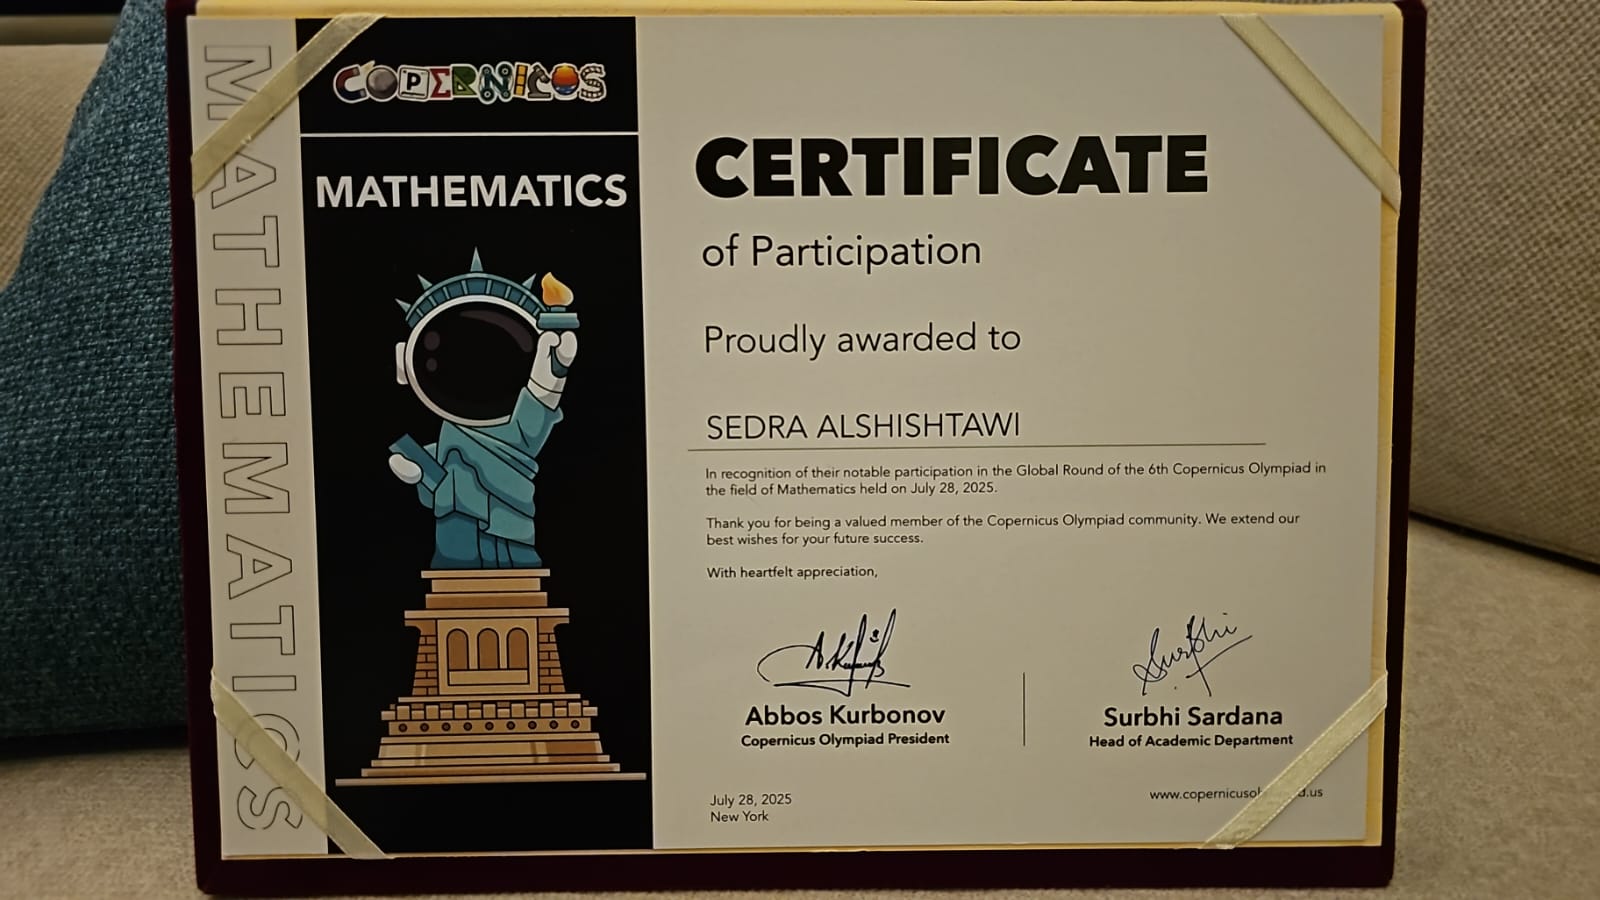 MATHEMATICS
COPERNICOS
MATHEMATICS
CERTIFICATE
of Participation
Proudly awarded to
SEDRA ALSHISHTAWI
In recognition of their notable participation in the Global Round of the 6th Copernicus Olympiad in
the field of Mathematics held on July 28, 2025.
Thank you for being a valued member of the Copernicus Olympiad community. We extend our
best wishes for your future success.
With heartfelt appreciation,
Surbhi
Abbos Kurbonov
Copernicus Olympiad President
Surbhi Sardana
Head of Academic Department
July 28, 2025
New York